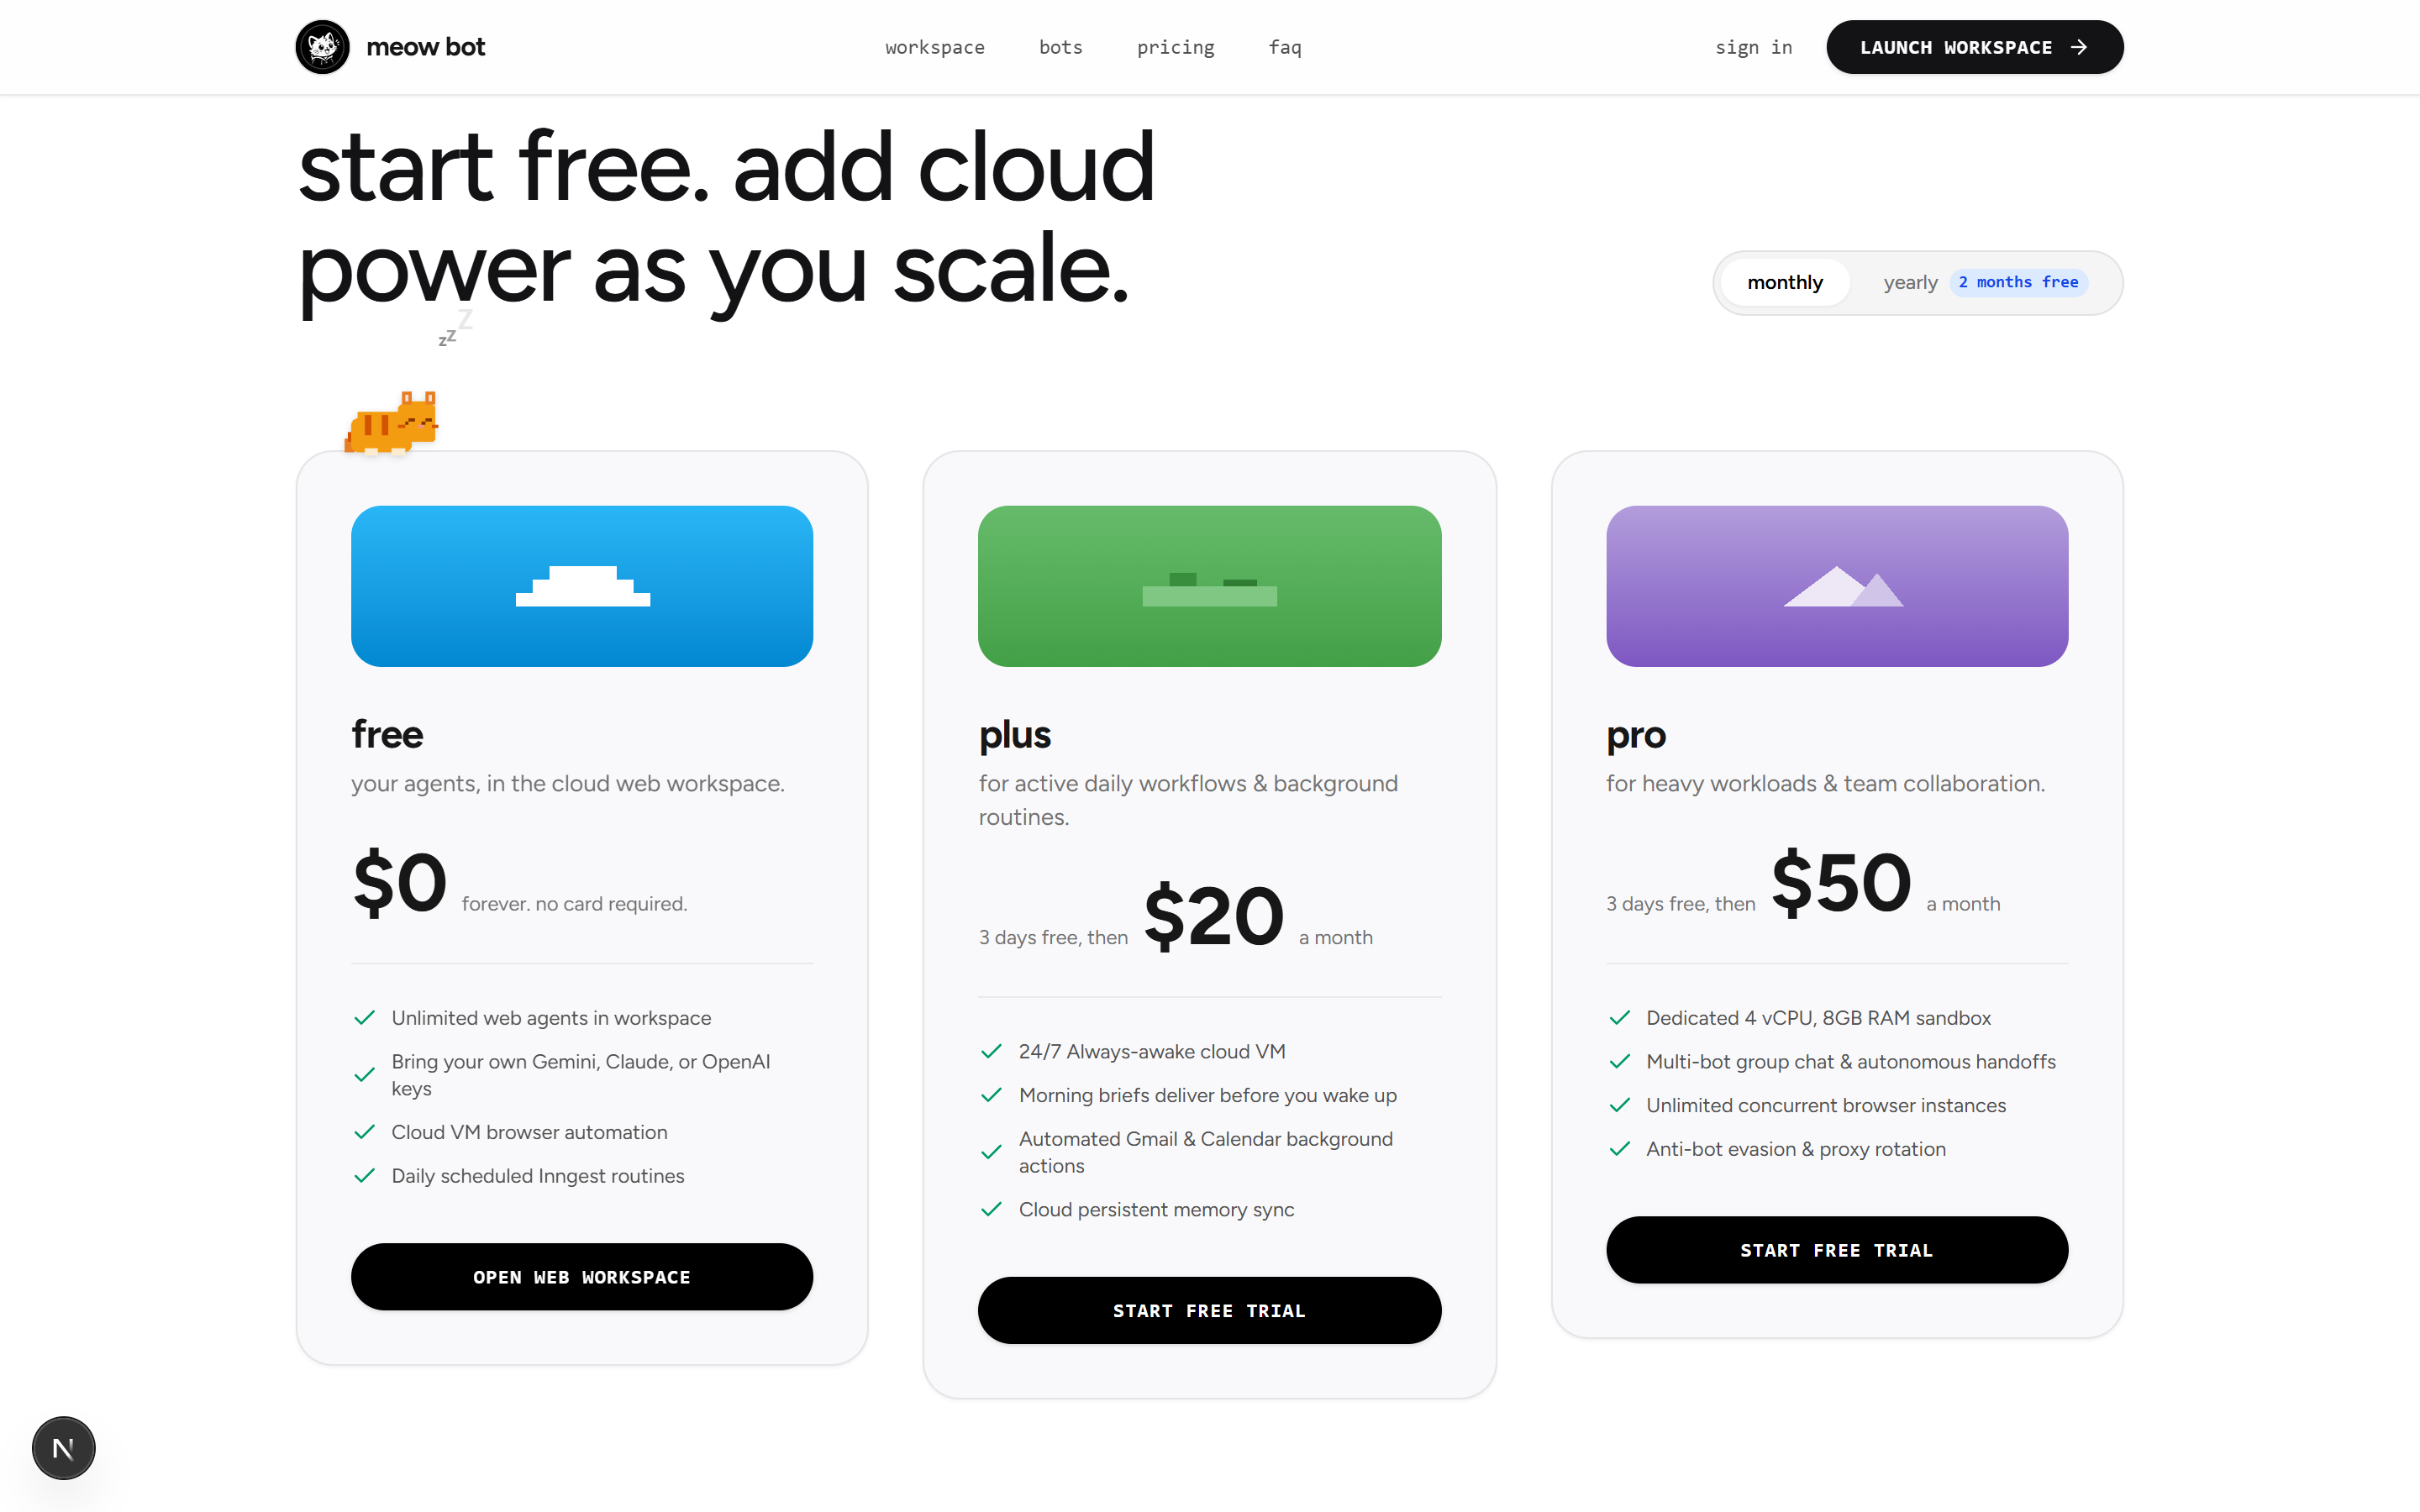 meow bot
workspace
bots
pricing
faq
sign in
LAUNCH WORKSPACE
start free. add cloud
power as you scale.
monthly
yearly
2 months free
z
z
Z
free
your agents, in the cloud web workspace.
$0 forever. no card required.
Unlimited web agents in workspace
Bring your own Gemini, Claude, or OpenAI
keys
Cloud VM browser automation
Daily scheduled Inngest routines
OPEN WEB WORKSPACE
plus
for active daily workflows & background
routines.
3 days free, then $20 a month
24/7 Always-awake cloud VM
Morning briefs deliver before you wake up
Automated Gmail & Calendar background
actions
Cloud persistent memory sync
START FREE TRIAL
pro
for heavy workloads & team collaboration.
3 days free, then $50 a month
Dedicated 4 vCPU, 8GB RAM sandbox
Multi-bot group chat & autonomous handoffs
Unlimited concurrent browser instances
Anti-bot evasion & proxy rotation
START FREE TRIAL
N